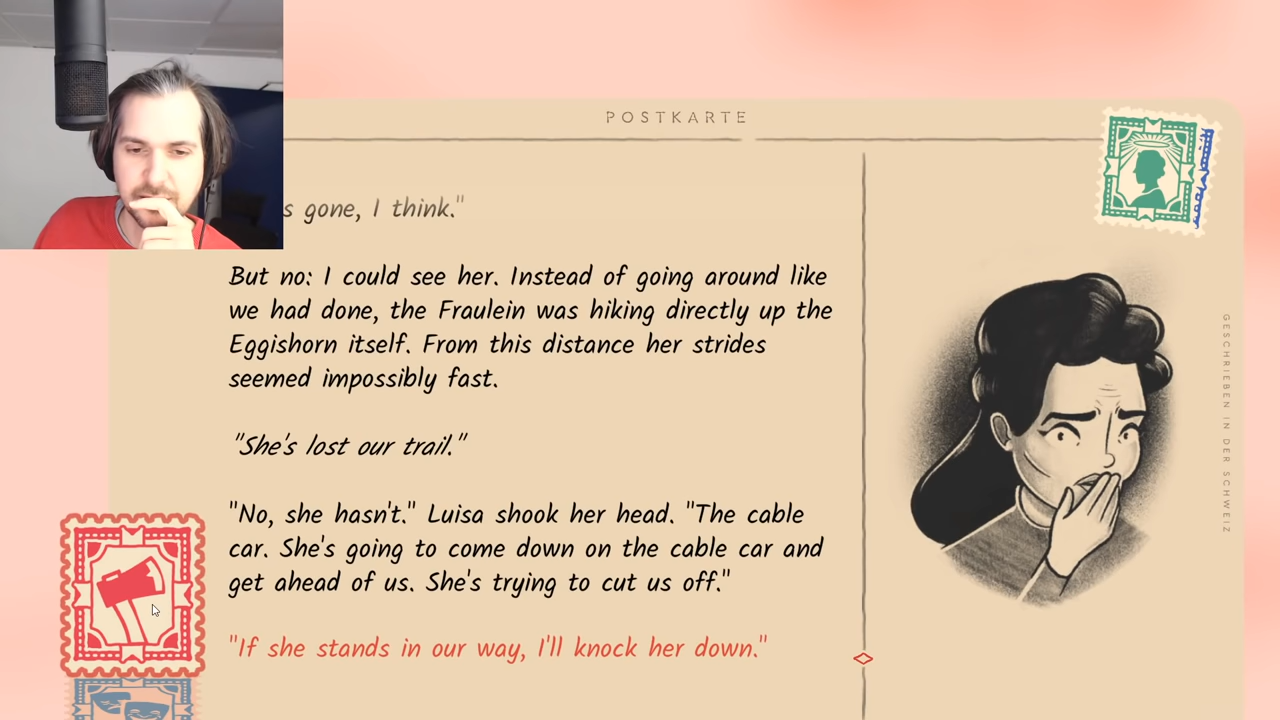 POSTKARTE
s gone, I think."
But no: I could see her. Instead of going around like
we had done, the Fraulein was hiking directly up the
Eggishorn itself. From this distance her strides
seemed impossibly fast.
"She's lost our trail."
"No, she hasn't." Luisa shook her head. "The cable
car. She's going to come down on the cable car and
get ahead of us. She's trying to cut us off."
"If she stands in our way, I'll knock her down."
GESCHRIEBEN IN DER SCHWEIZ